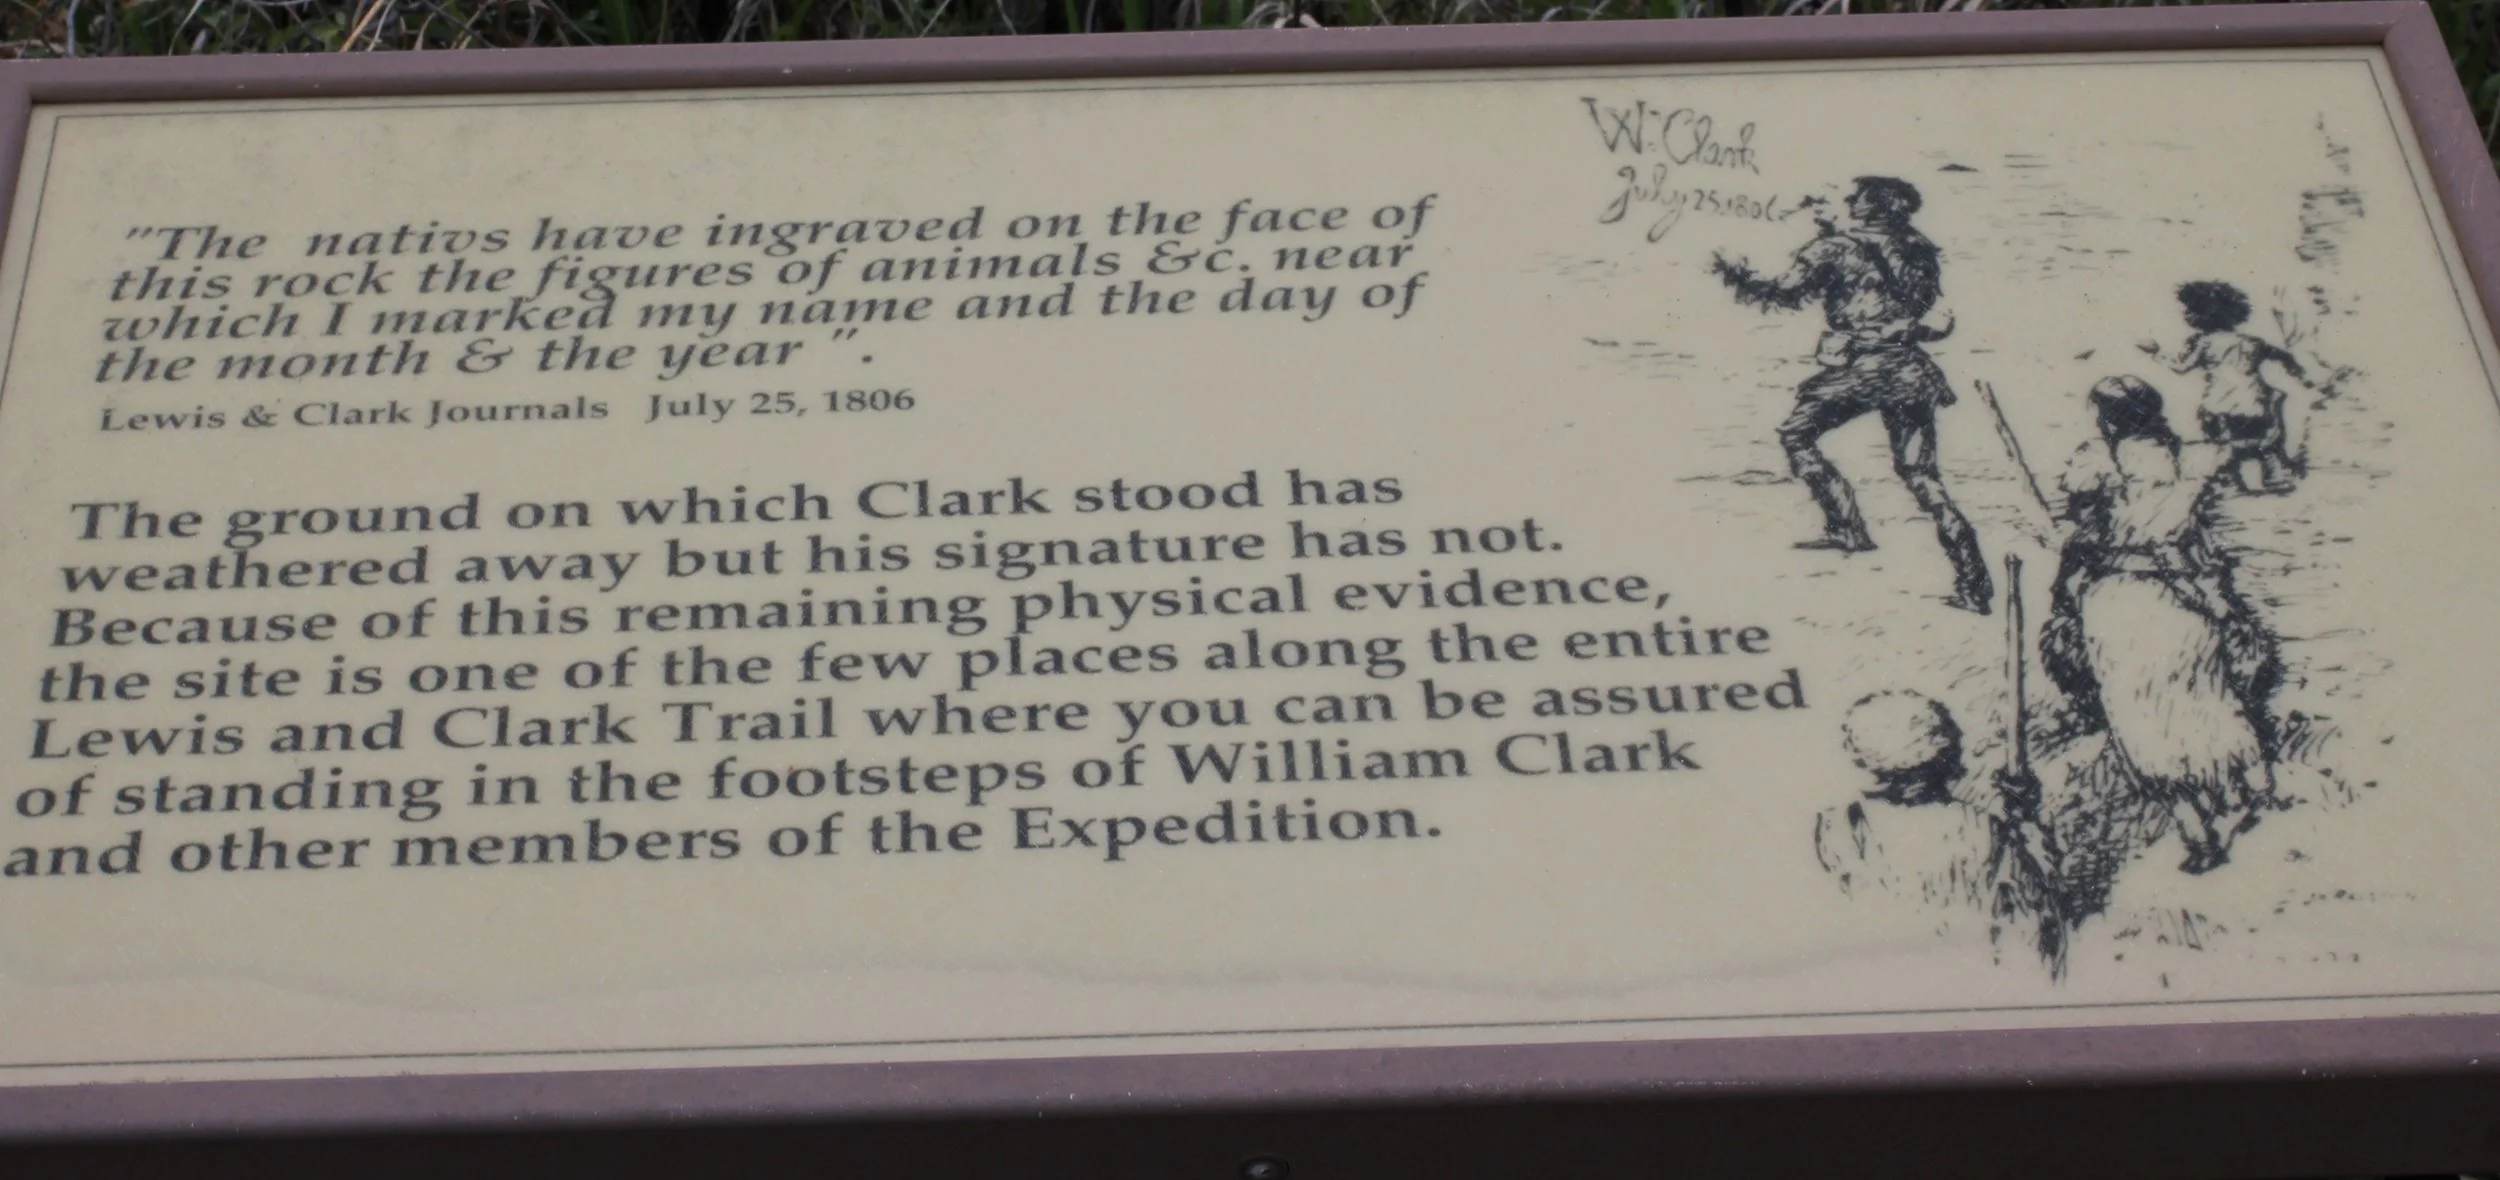 "The nativs have ingraved on the face of
this rock the figures of animals &c. near
which I marked my name and the day of
the month & the year ".
Lewis & Clark Journals July 25, 1806
The ground on which Clark stood has
weathered away but his signature has not.
Because of this remaining physical evidence,
the site is one of the few places along the entire
Lewis and Clark Trail where you can be assured
of standing in the footsteps of William Clark
and other members of the Expedition.
Wm Clark
July 25 1806